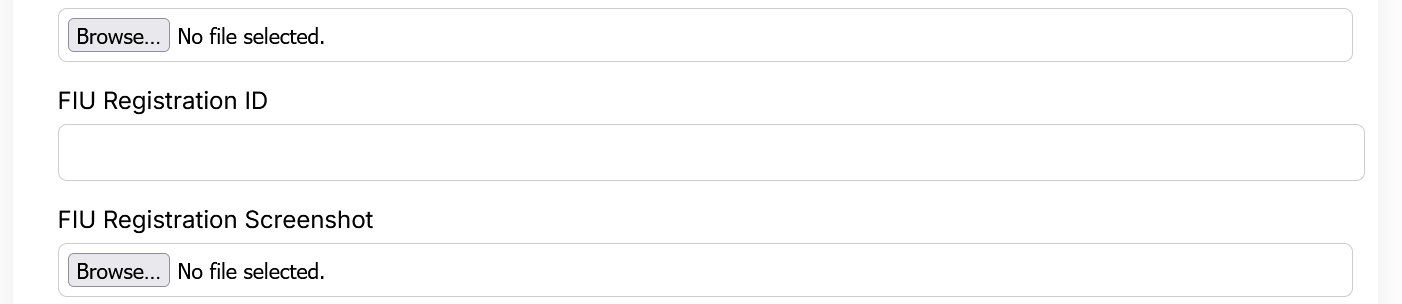 Browse... No file selected.
FIU Registration ID
FIU Registration Screenshot
Browse... No file selected.